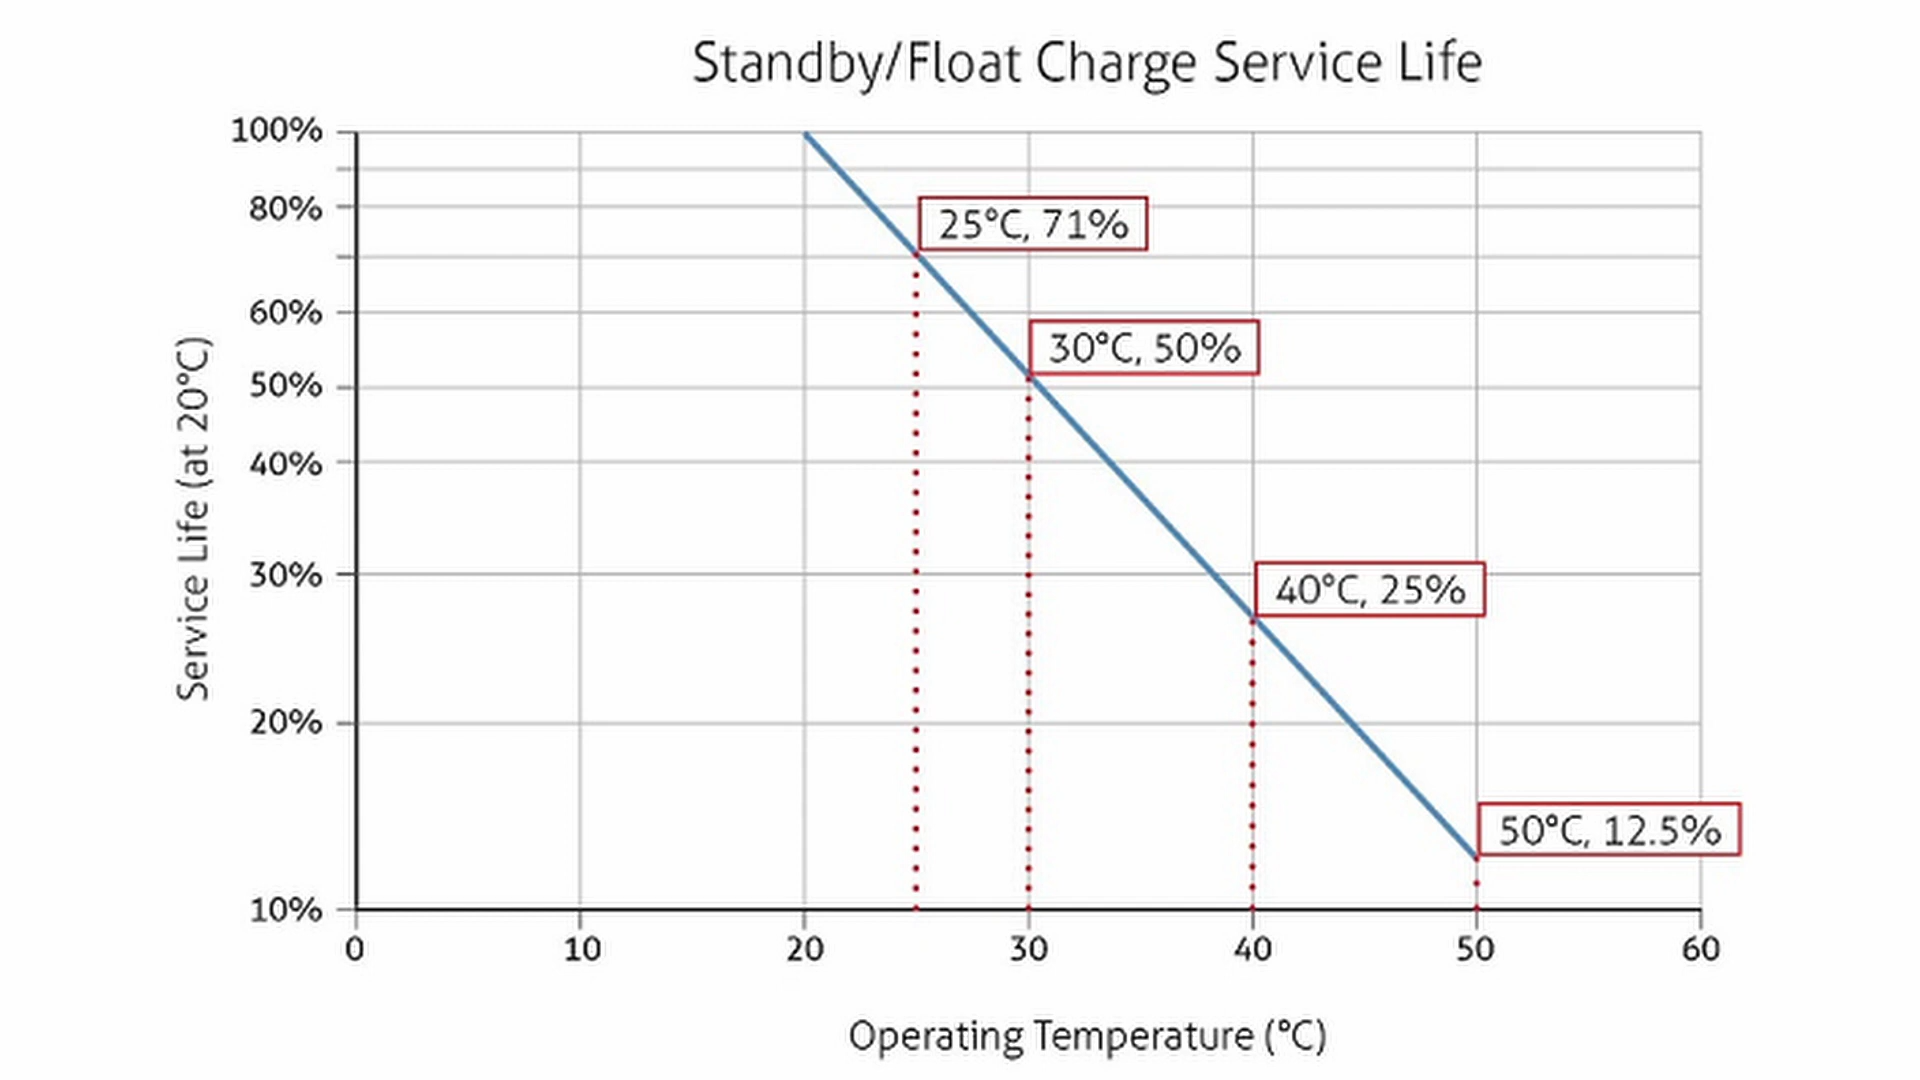 Standby/Float Charge Service Life
100%
80%
60%
50%
40%
30%
20%
10%
Service Life (at 20°C)
25°C, 71%
30°C, 50%
40°C, 25%
50°C, 12.5%
0 10 20 30 40 50 60
Operating Temperature (°C)